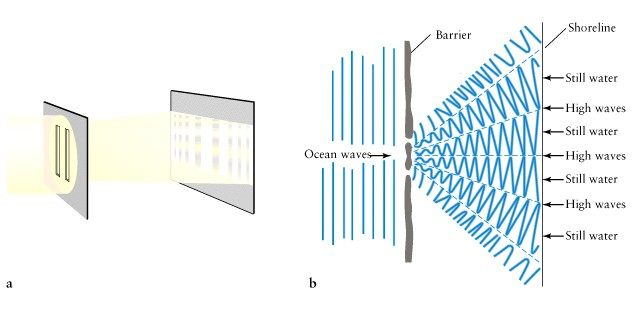 Barrier
Shoreline
Still water
High waves
Still water
Ocean waves
High waves
Still water
High waves
Still water
a
b